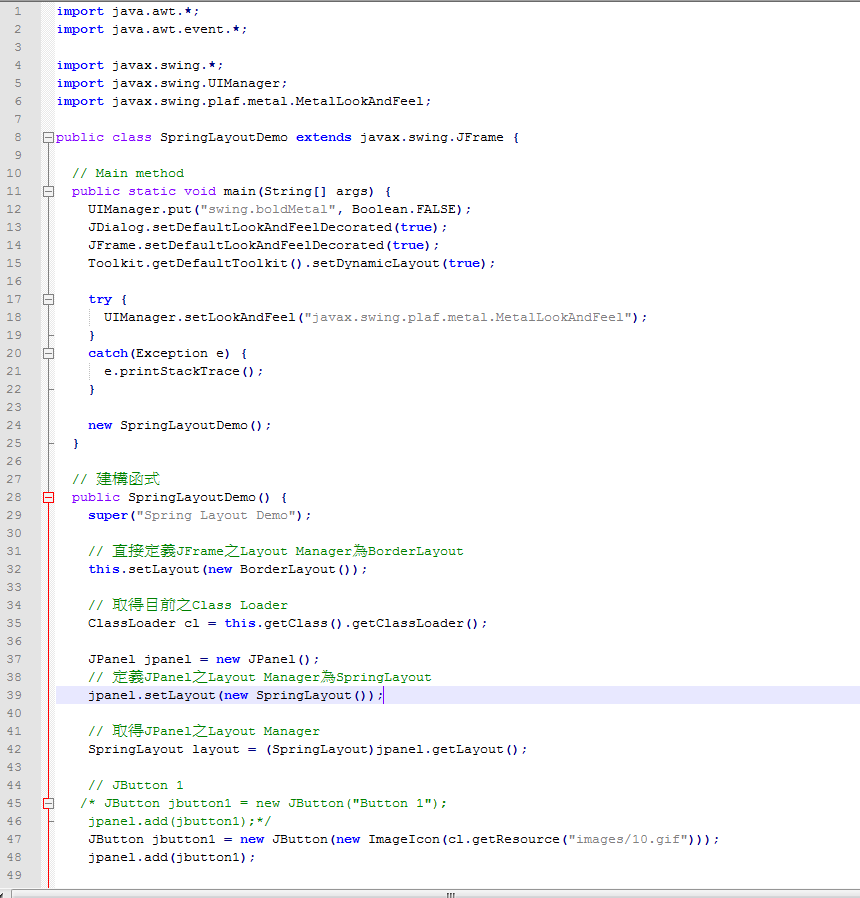 1 import java.awt.*;
2 import java.awt.event.*;
3
4 import javax.swing.*;
5 import javax.swing.UIManager;
6 import javax.swing.plaf.metal.MetalLookAndFeel;
7
8 public class SpringLayoutDemo extends javax.swing.JFrame {
9
10 // Main method
11 public static void main(String[] args) {
12 UIManager.put("swing.boldMetal", Boolean.FALSE);
13 JDialog.setDefaultLookAndFeelDecorated(true);
14 JFrame.setDefaultLookAndFeelDecorated(true);
15 Toolkit.getDefaultToolkit().setDynamicLayout(true);
16
17 try {
18 UIManager.setLookAndFeel("javax.swing.plaf.metal.MetalLookAndFeel");
19 }
20 catch(Exception e) {
21 e.printStackTrace();
22 }
23
24 new SpringLayoutDemo();
25 }
26
27 // 建構函式
28 public SpringLayoutDemo() {
29 super("Spring Layout Demo");
30
31 // 直接定義JFrame之Layout Manager為BorderLayout
32 this.setLayout(new BorderLayout());
33
34 // 取得目前之Class Loader
35 ClassLoader cl = this.getClass().getClassLoader();
36
37 JPanel jpanel = new JPanel();
38 // 定義JPanel之Layout Manager為SpringLayout
39 jpanel.setLayout(new SpringLayout());
40
41 // 取得JPanel之Layout Manager
42 SpringLayout layout = (SpringLayout)jpanel.getLayout();
43
44 // JButton 1
45 /* JButton jbutton1 = new JButton("Button 1");
46 jpanel.add(jbutton1);*/
47 JButton jbutton1 = new JButton(new ImageIcon(cl.getResource("images/10.gif")));
48 jpanel.add(jbutton1);
49